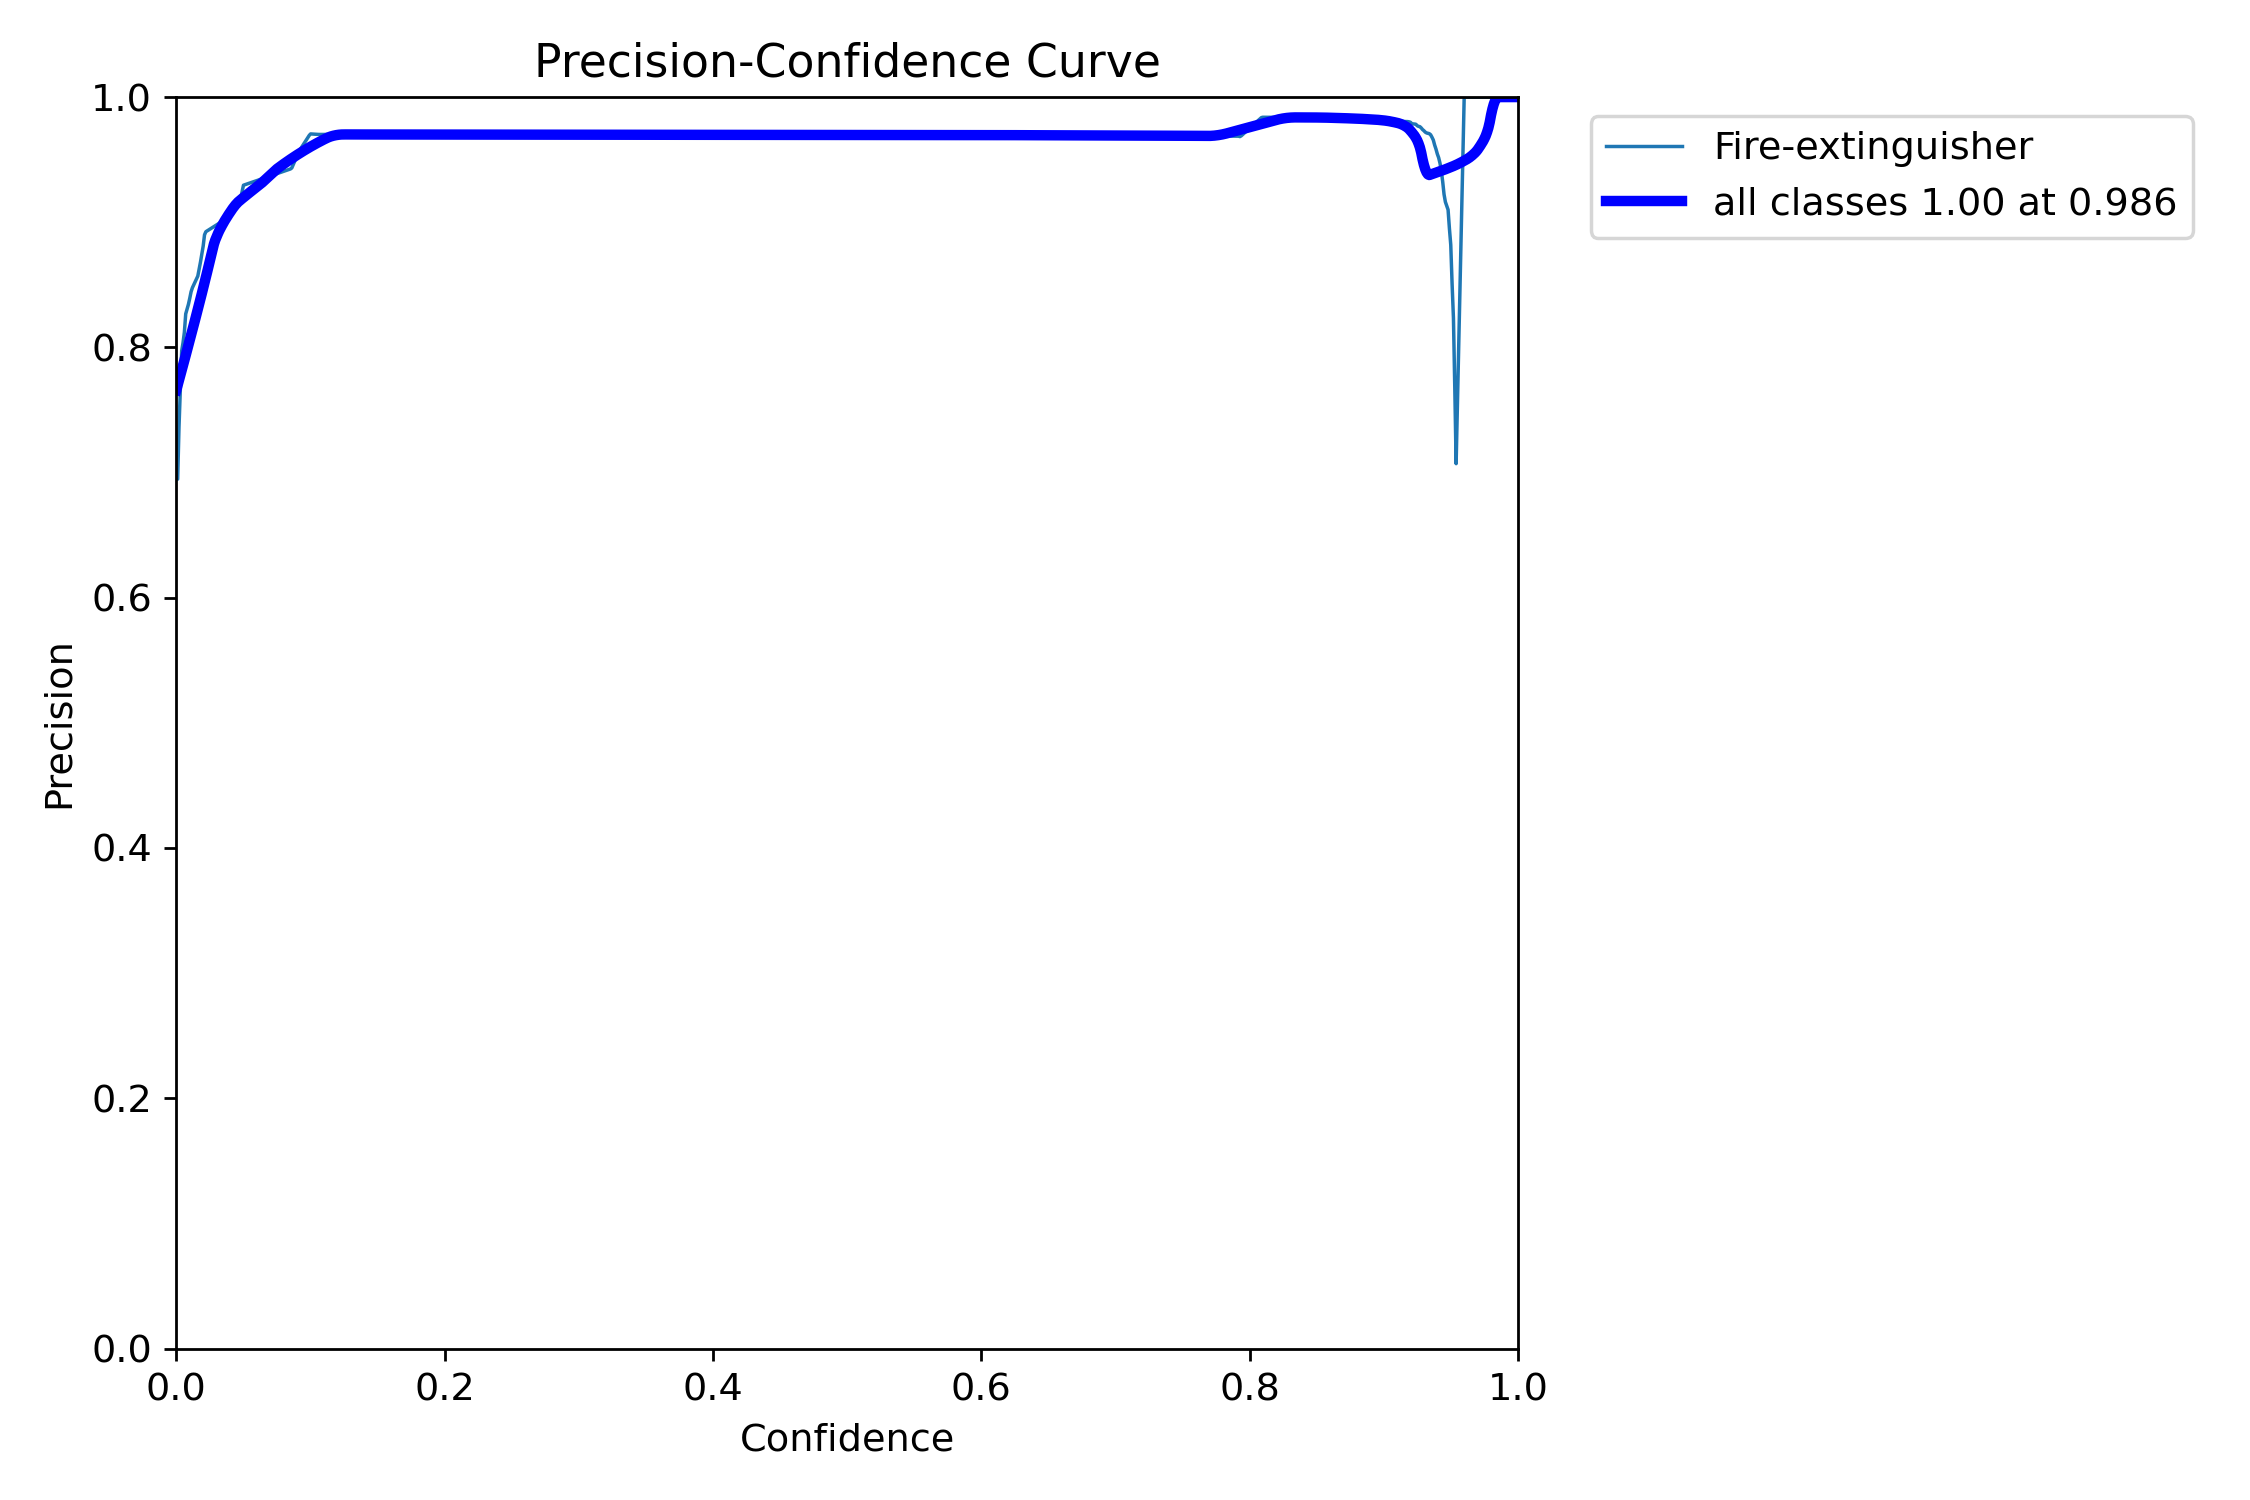 Precision-Confidence Curve
1.0
0.8
0.6
0.4
0.2
0.0
Precision
0.0 0.2 0.4 0.6 0.8 1.0
Confidence
Fire-extinguisher
all classes 1.00 at 0.986